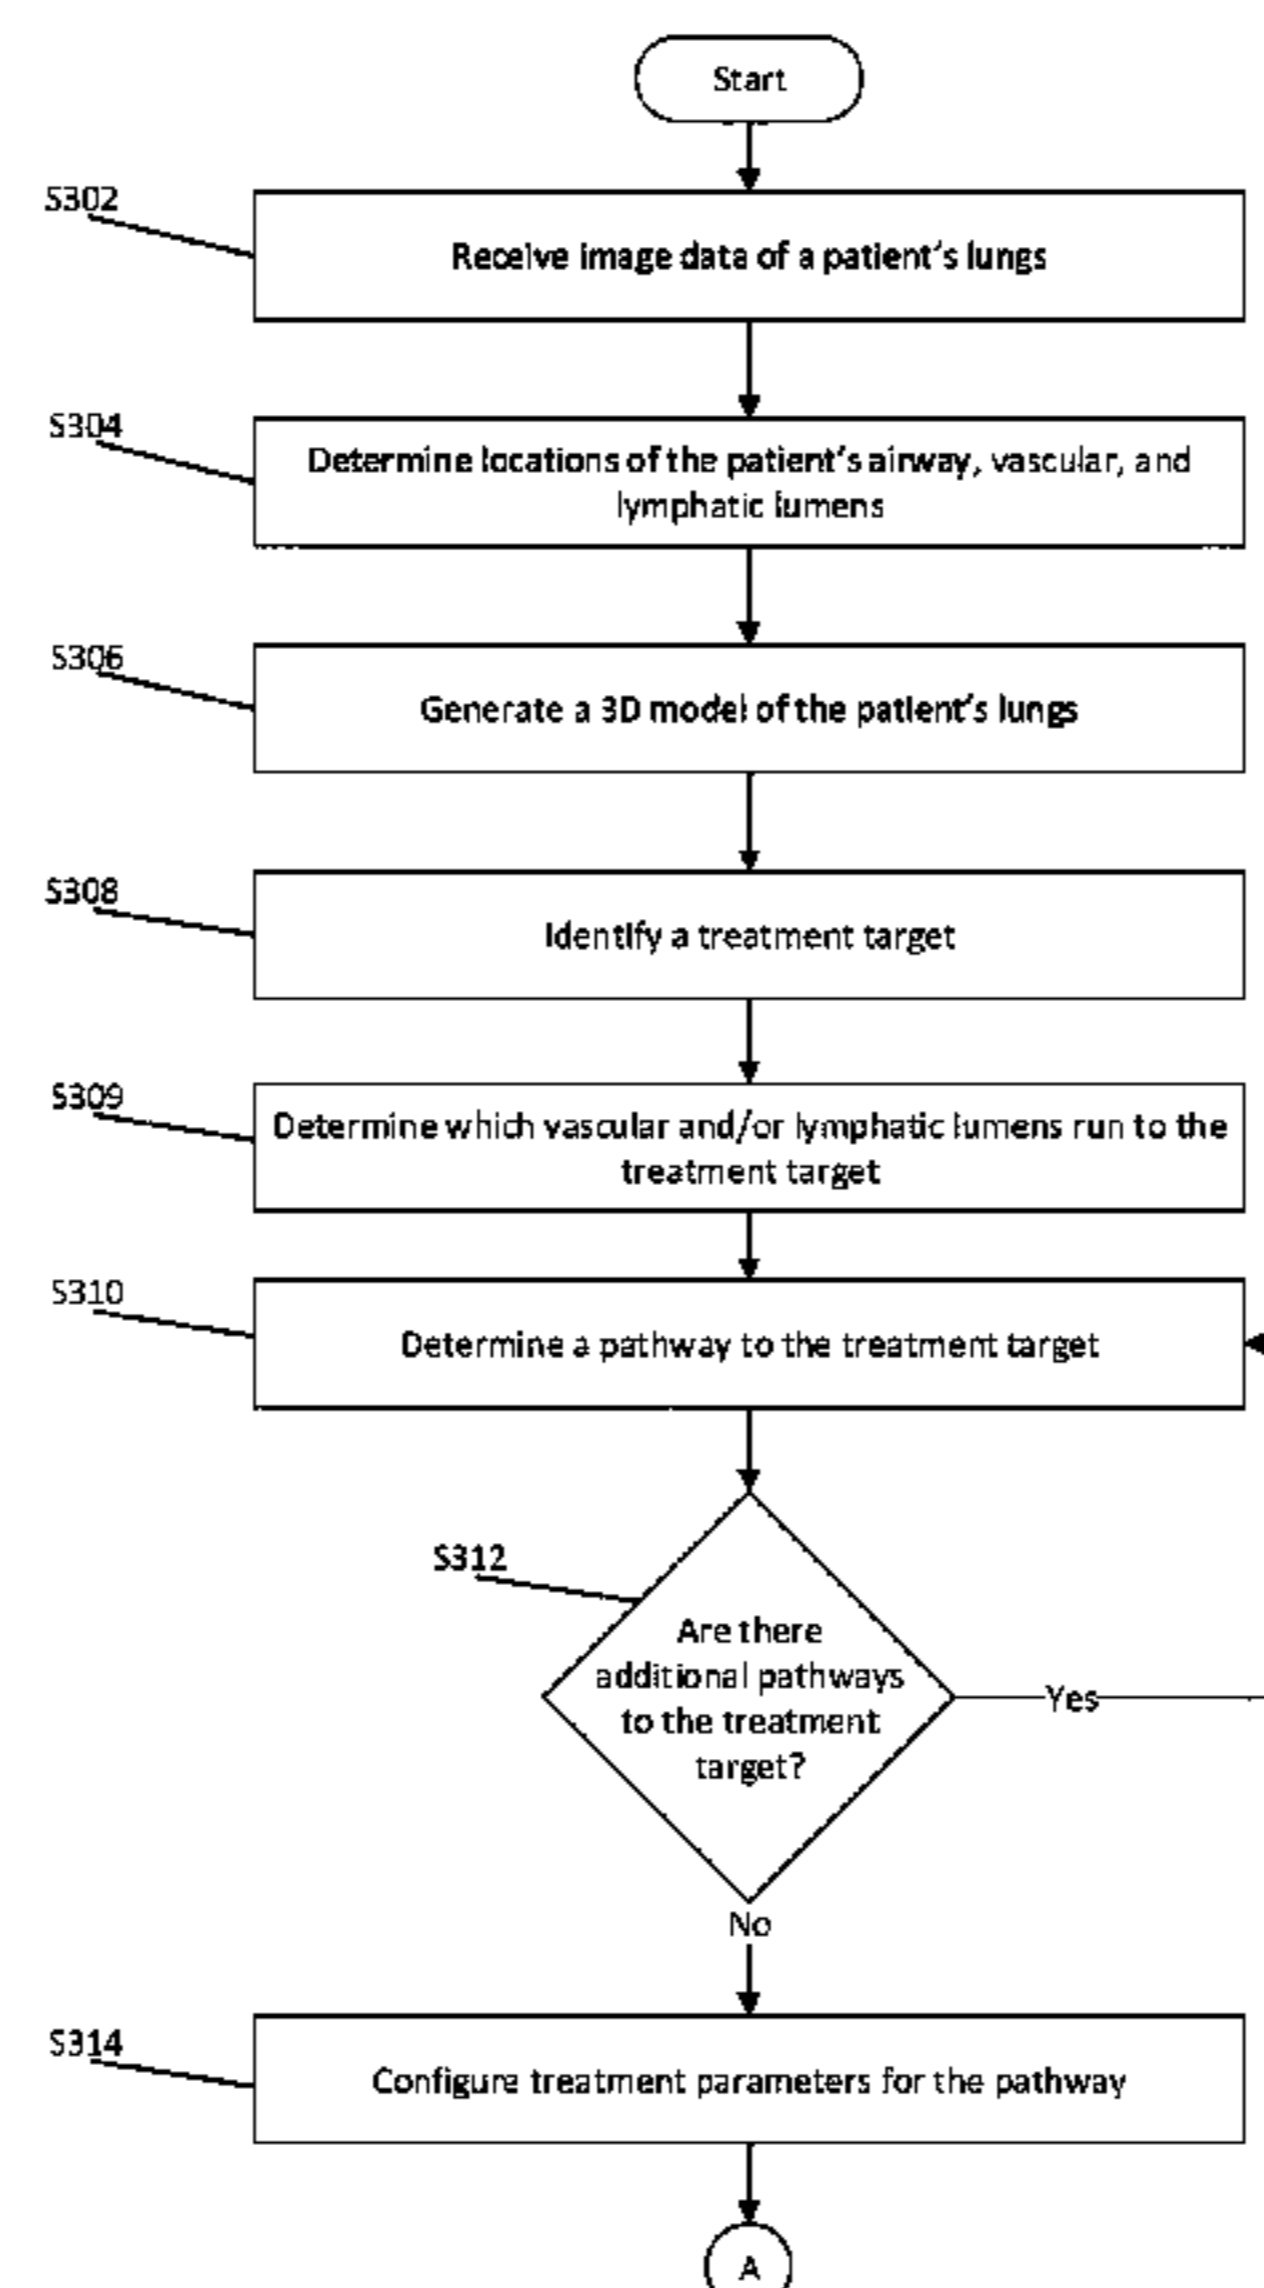 Start
S302
Receive image data of a patient's lungs
S304
Determine locations of the patient's airway, vascular, and
lymphatic lumens
S306
Generate a 3D model of the patient's lungs
S308
Identify a treatment target
S309
Determine which vascular and/or lymphatic lumens run to the
treatment target
S310
Determine a pathway to the treatment target
S312
Are there
additional pathways
to the treatment
target?
Yes
No
S314
Configure treatment parameters for the pathway
A